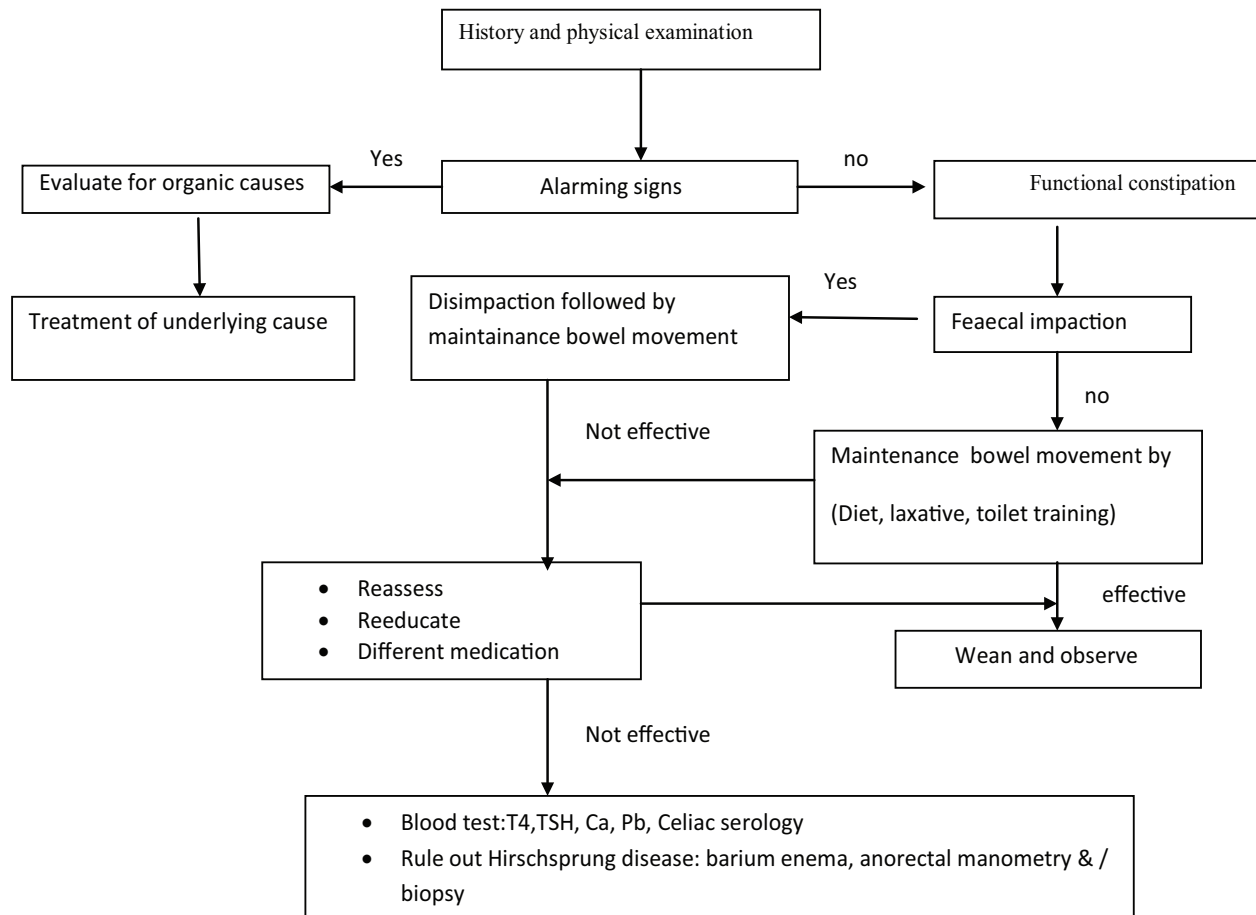 History and physical examination
Yes
no
Evaluate for organic causes
Alarming signs
Functional constipation
Treatment of underlying cause
Disimpaction followed by
maintainance bowel movement
Yes
Feaecal impaction
no
Not effective
Maintenance bowel movement by
(Diet, laxative, toilet training)
• Reassess
• Reeducate
• Different medication
effective
Wean and observe
Not effective
• Blood test:T4,TSH, Ca, Pb, Celiac serology
• Rule out Hirschsprung disease: barium enema, anorectal manometry & /
biopsy